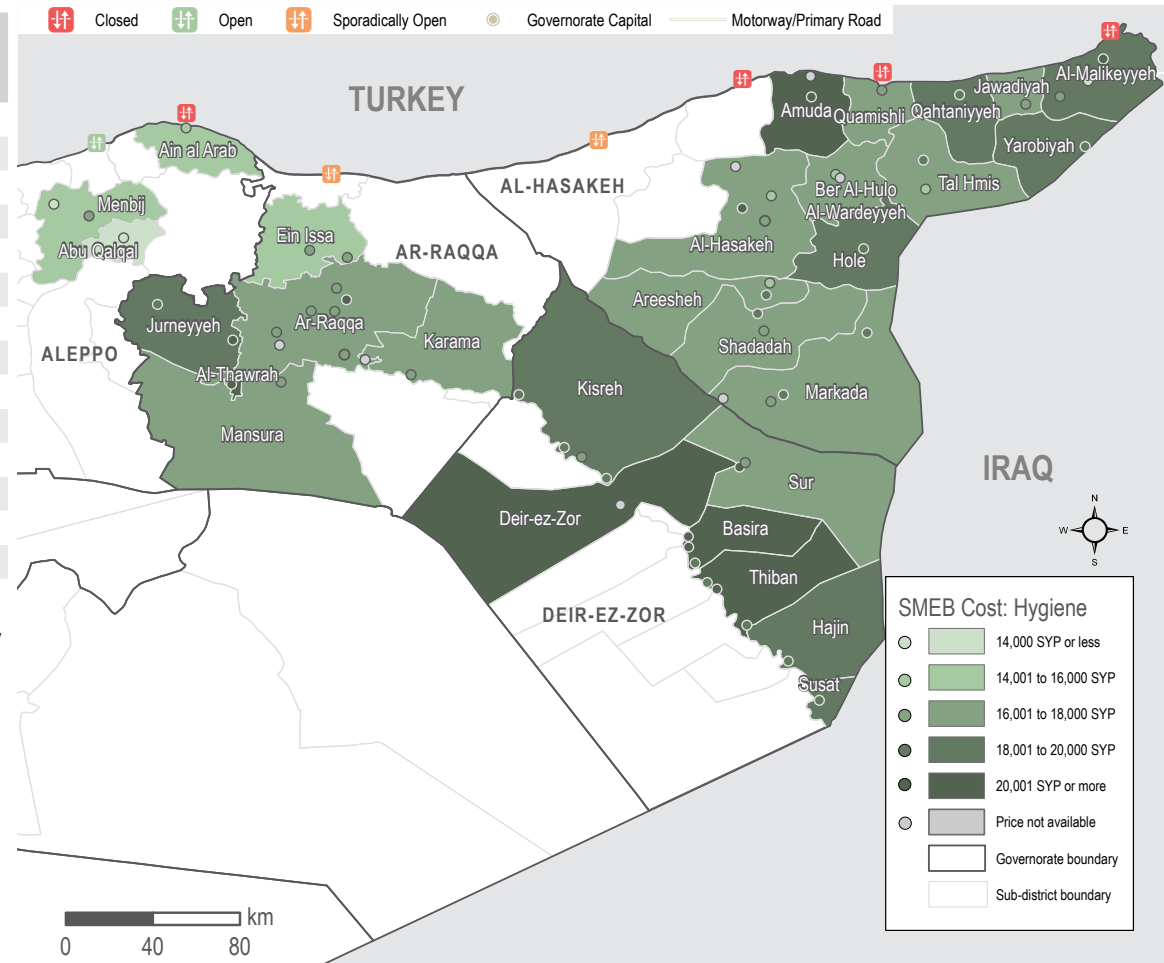 Closed
Open
Sporadically Open
Governorate Capital
Motorway/Primary Road
TURKEY
Al-Malikeyyeh
Jawadiyah
Amuda
Quamishli
Qahtaniyyeh
Yarobiyah
Ain al Arab
AL-HASAKEH
Ber Al-Hulo
Al-Wardeyyeh
Tal Hmis
Menbij
Abu Qalqal
Ein Issa
AR-RAQQA
Al-Hasakeh
Hole
Areesheh
Jurneyyeh
Ar-Raqqa
Karama
Shadadah
ALEPPO
Al-Thawrah
Kisreh
Markada
Mansura
IRAQ
Sur
Deir-ez-Zor
Basira
Thiban
DEIR-EZ-ZOR
Hajin
Susat
N
W
E
S
SMEB Cost: Hygiene
14,000 SYP or less
14,001 to 16,000 SYP
16,001 to 18,000 SYP
18,001 to 20,000 SYP
20,001 SYP or more
Price not available
Governorate boundary
Sub-district boundary
km
0 40 80